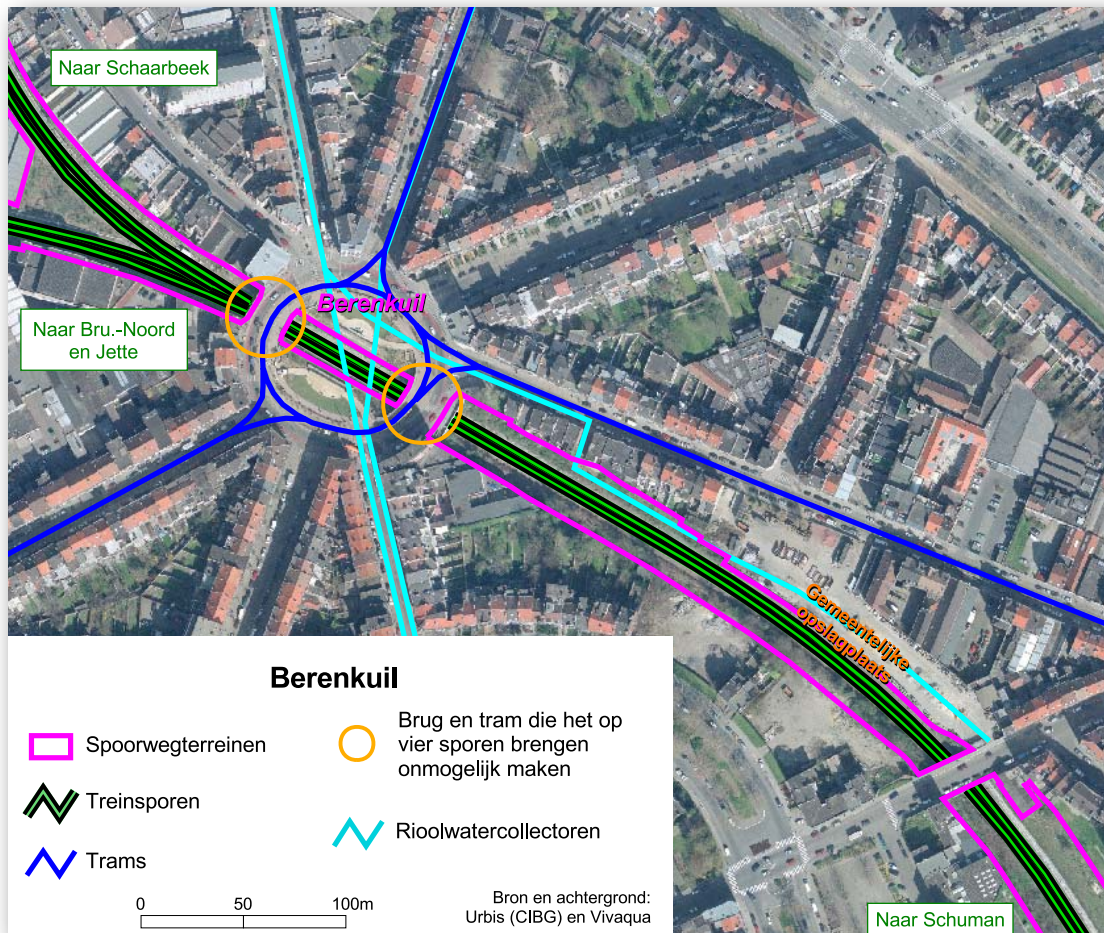 Naar Schaarbeek
Berenkuil
Naar Bru.-Noord
en Jette
Gemeentelijke
opslagplaats
Berenkuil
Spoorwegterreinen
Treinsporen
Trams
Brug en tram die het op
vier sporen brengen
onmogelijk maken
Rioolwatercollectoren
0 50 100m
Bron en achtergrond:
Urbis (CIBG) en Vivaqua
Naar Schuman